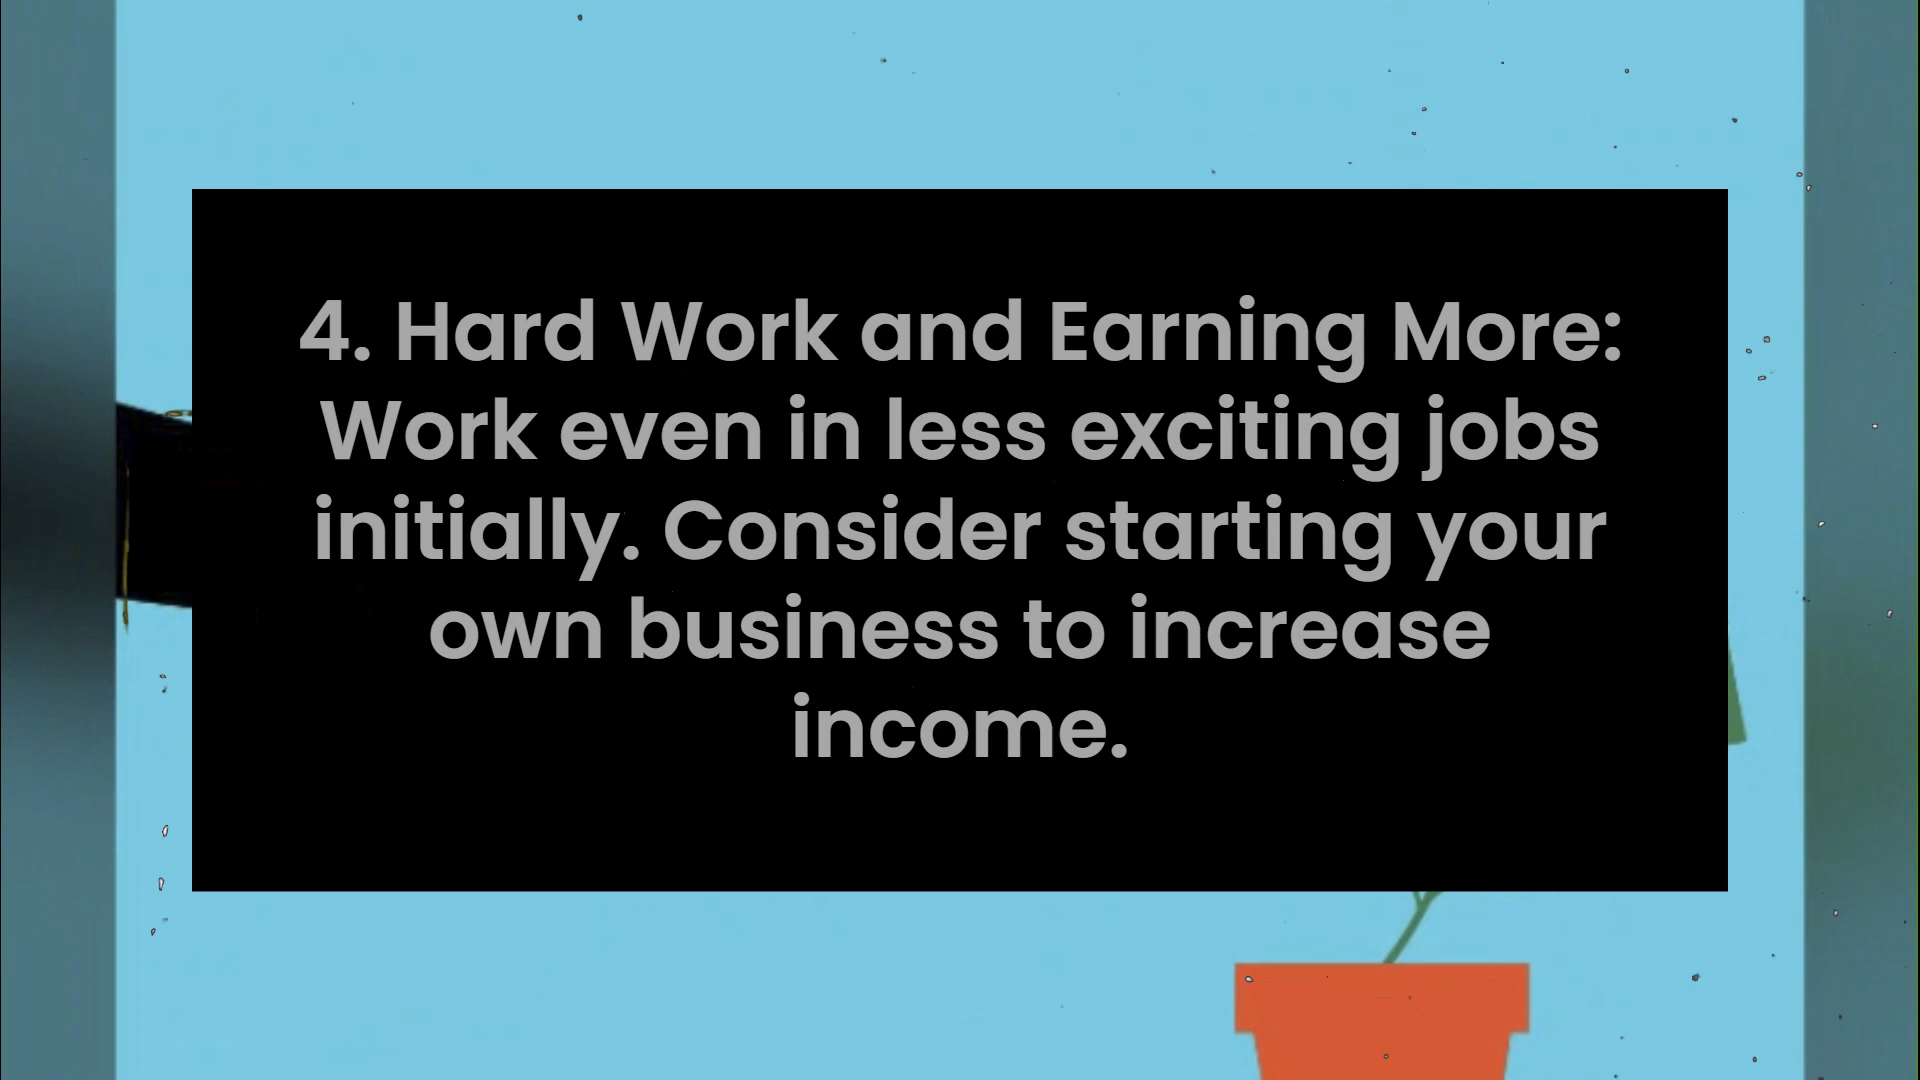 4. Hard Work and Earning More:
Work even in less exciting jobs
initially. Consider starting your
own business to increase
income.